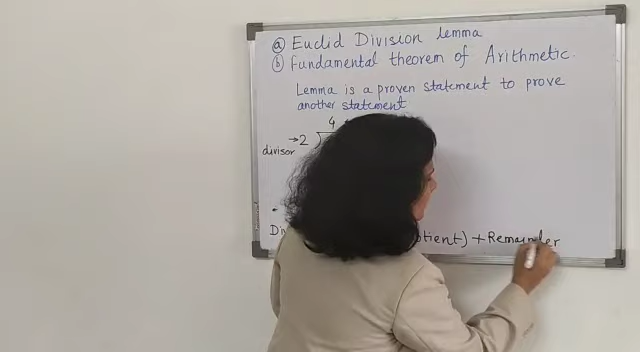 ⓐ Euclid Division lemma
ⓑ Fundamental theorem of Arithmetic.
Lemma is a proven statement to prove
another statement
4
divisor → 2
+ Remainder